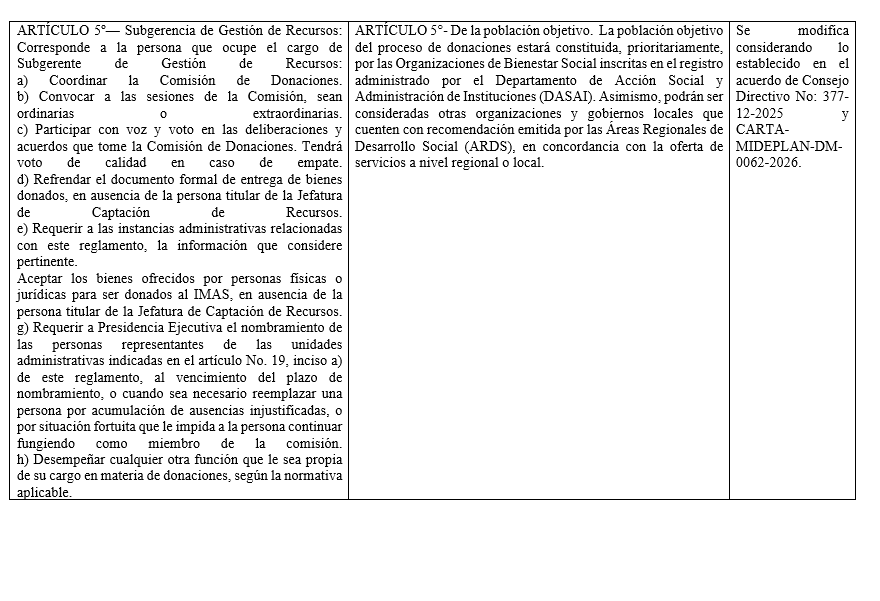 ARTÍCULO 5º— Subgerencia de Gestión de Recursos:
Corresponde a la persona que ocupe el cargo de
Subgerente de Gestión de Recursos:
a) Coordinar la Comisión de Donaciones.
b) Convocar a las sesiones de la Comisión, sean
ordinarias o extraordinarias.
c) Participar con voz y voto en las deliberaciones y
acuerdos que tome la Comisión de Donaciones. Tendrá
voto de calidad en caso de empate.
d) Refrendar el documento formal de entrega de bienes
donados, en ausencia de la persona titular de la Jefatura
de Captación de Recursos.
e) Requerir a las instancias administrativas relacionadas
con este reglamento, la información que considere
pertinente.
Aceptar los bienes ofrecidos por personas físicas o
jurídicas para ser donados al IMAS, en ausencia de la
persona titular de la Jefatura de Captación de Recursos.
g) Requerir a Presidencia Ejecutiva el nombramiento de
las personas representantes de las unidades
administrativas indicadas en el artículo No. 19, inciso a)
de este reglamento, al vencimiento del plazo de
nombramiento, o cuando sea necesario reemplazar una
persona por acumulación de ausencias injustificadas, o
por situación fortuita que le impida a la persona continuar
fungiendo como miembro de la comisión.
h) Desempeñar cualquier otra función que le sea propia
de su cargo en materia de donaciones, según la normativa
aplicable.
ARTÍCULO 5°- De la población objetivo. La población objetivo
del proceso de donaciones estará constituida, prioritariamente,
por las Organizaciones de Bienestar Social inscritas en el registro
administrado por el Departamento de Acción Social y
Administración de Instituciones (DASAI). Asimismo, podrán ser
consideradas otras organizaciones y gobiernos locales que
cuenten con recomendación emitida por las Áreas Regionales de
Desarrollo Social (ARDS), en concordancia con la oferta de
servicios a nivel regional o local.
Se modifica
considerando lo
establecido en el
acuerdo de Consejo
Directivo No: 377-
12-2025 y
CARTA-
MIDEPLAN-DM-
0062-2026.